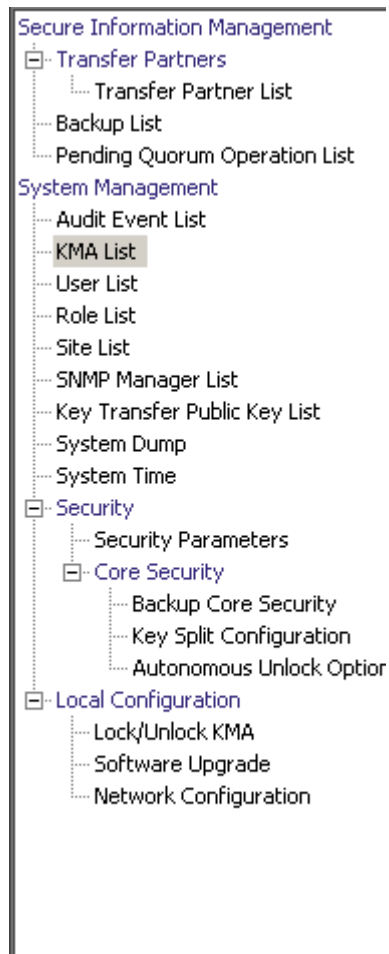 Secure Information Management
Transfer Partners
Transfer Partner List
Backup List
Pending Quorum Operation List
System Management
Audit Event List
KMA List
User List
Role List
Site List
SNMP Manager List
Key Transfer Public Key List
System Dump
System Time
Security
Security Parameters
Core Security
Backup Core Security
Key Split Configuration
Autonomous Unlock Option
Local Configuration
Lock/Unlock KMA
Software Upgrade
Network Configuration